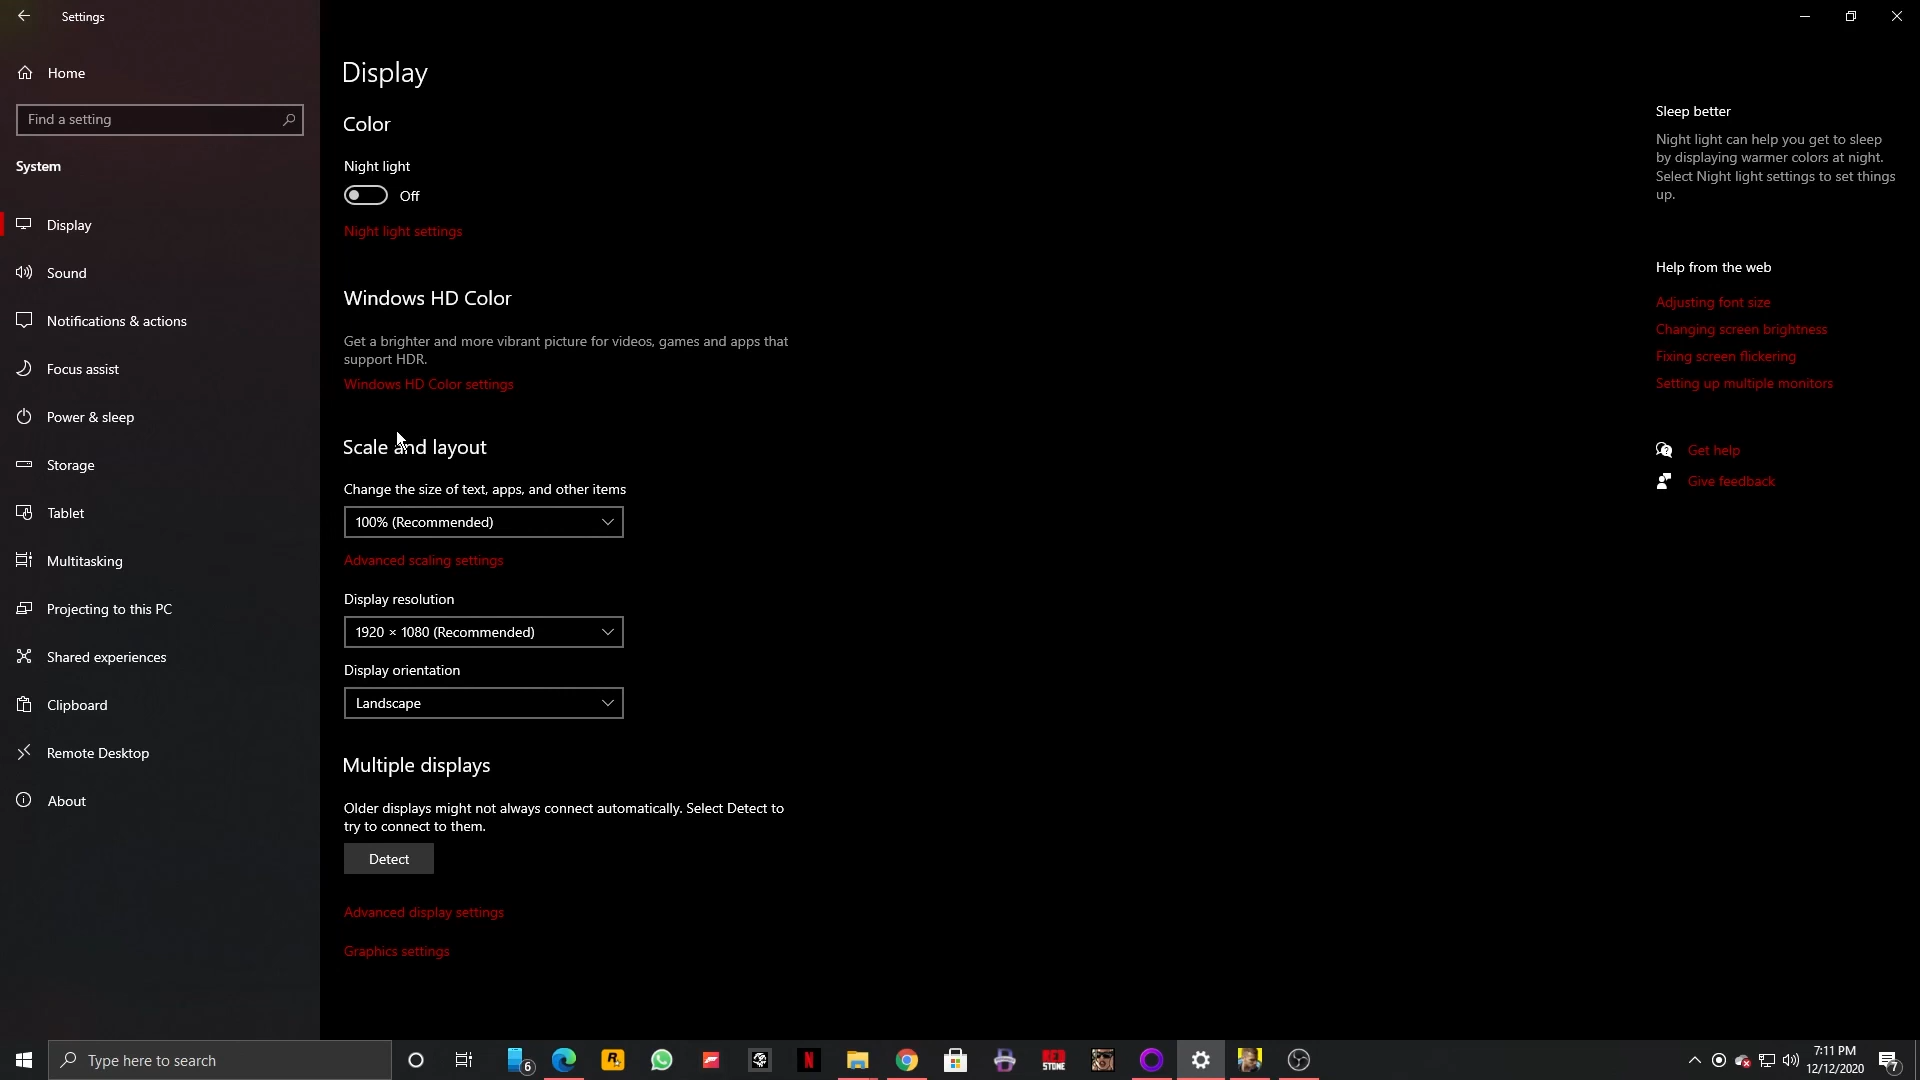 Settings
Home
Find a setting
System
Display
Sound
Notifications & actions
Focus assist
Power & sleep
Storage
Tablet
Multitasking
Projecting to this PC
Shared experiences
Clipboard
Remote Desktop
About
Display
Color
Night light
Off
Night light settings
Windows HD Color
Get a brighter and more vibrant picture for videos, games and apps that
support HDR.
Windows HD Color settings
Scale and layout
Change the size of text, apps, and other items
100% (Recommended)
Advanced scaling settings
Display resolution
1920 × 1080 (Recommended)
Display orientation
Landscape
Multiple displays
Older displays might not always connect automatically. Select Detect to
try to connect to them.
Detect
Advanced display settings
Graphics settings
Sleep better
Night light can help you get to sleep
by displaying warmer colors at night.
Select Night light settings to set things
up.
Help from the web
Adjusting font size
Changing screen brightness
Fixing screen flickering
Setting up multiple monitors
Get help
Give feedback
Type here to search
6
R
N
RED
STONE
7:11 PM
12/12/2020
7